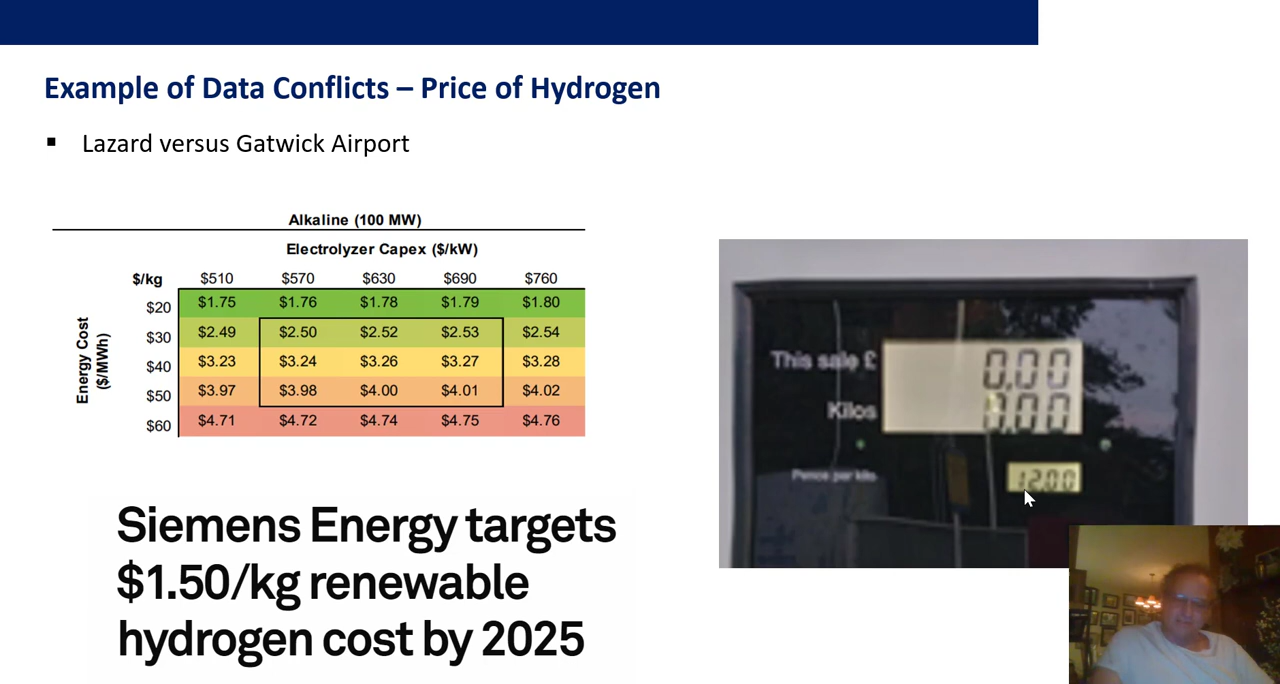 Example of Data Conflicts – Price of Hydrogen
▪ Lazard versus Gatwick Airport
Alkaline (100 MW)
Electrolyzer Capex ($/kW)
$/kg $510 $570 $630 $690 $760
Energy Cost
($/MWh)
$20 $1.75 $1.76 $1.78 $1.79 $1.80
$30 $2.49 $2.50 $2.52 $2.53 $2.54
$40 $3.23 $3.24 $3.26 $3.27 $3.28
$50 $3.97 $3.98 $4.00 $4.01 $4.02
$60 $4.71 $4.72 $4.74 $4.75 $4.76
Siemens Energy targets
$1.50/kg renewable
hydrogen cost by 2025
This sale £ 0.00
Kilos 0.00
Pence per kilo 12.00